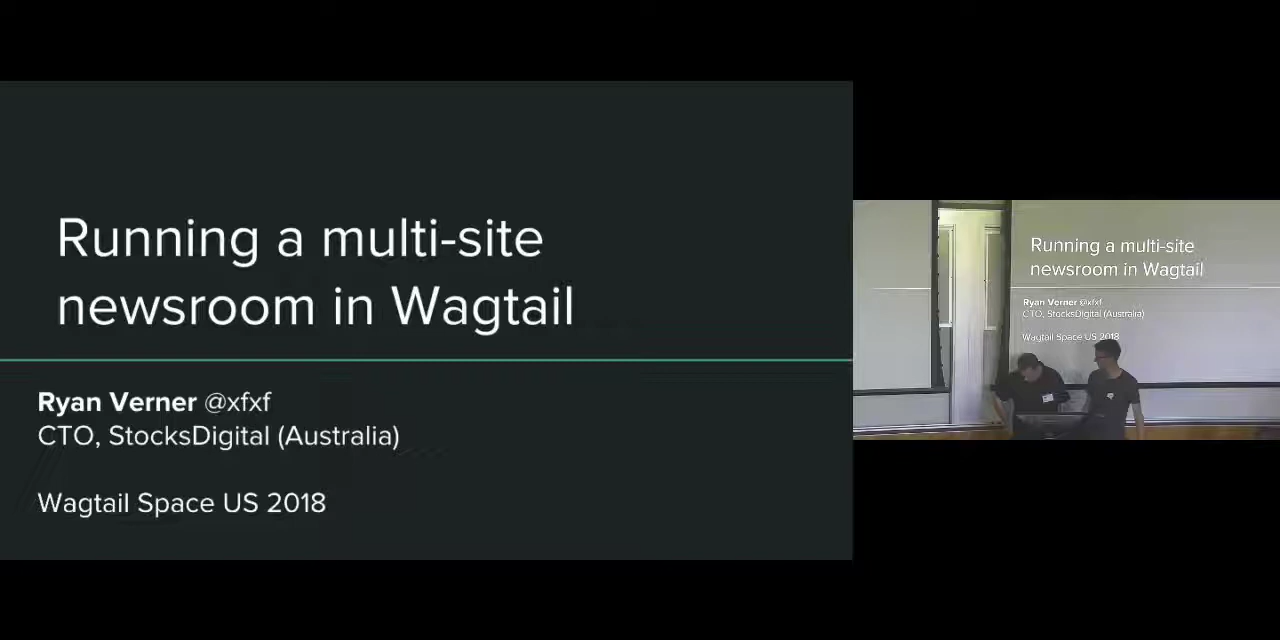 Running a multi-site
newsroom in Wagtail
Ryan Verner @xfxf
CTO, StocksDigital (Australia)
Wagtail Space US 2018
Running a multi-site
newsroom in Wagtail
Ryan Verner @xfxf
CTO, StocksDigital (Australia)
Wagtail Space US 2018